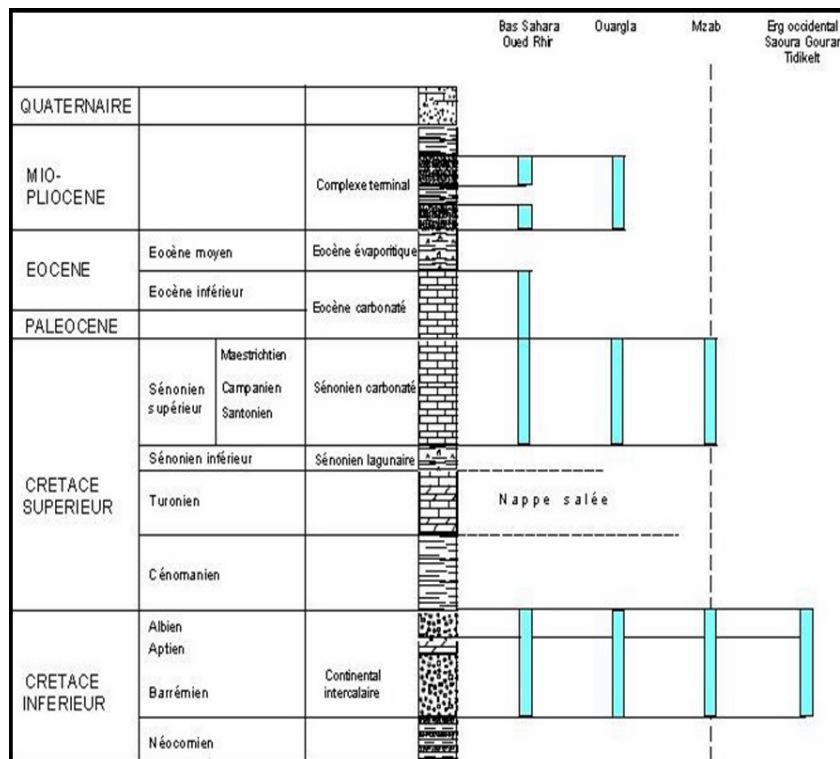 Bas Sahara
Oued Rhir
Ouargla
Mzab
Erg occidental
Saoura Gourar
Tidikelt
QUATERNAIRE
MIO-
PLIOCENE
Complexe terminal
EOCENE
Eocène moyen
Eocène évaporitique
Eocène inférieur
Eocène carbonaté
PALEOCENE
CRETACE
SUPERIEUR
Sénonien
supérieur
Maestrichtien
Campanien
Santonien
Sénonien carbonaté
Sénonien inférieur
Sénonien lagunaire
Turonien
Nappe salée
Cénomanien
CRETACE
INFERIEUR
Albien
Aptien
Barrémien
Continental
intercalaire
Néocomien